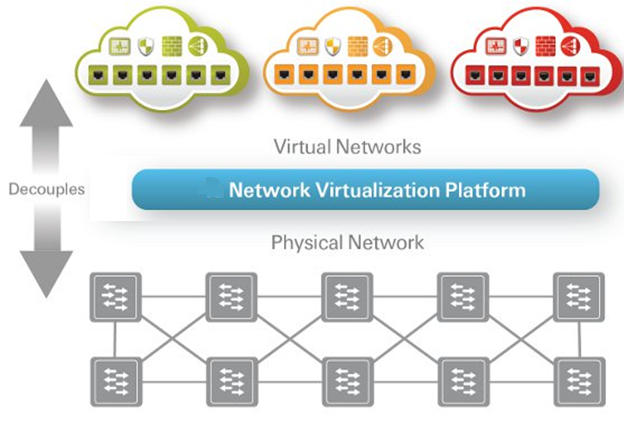 Virtual Networks
Decouples
Network Virtualization Platform
Physical Network